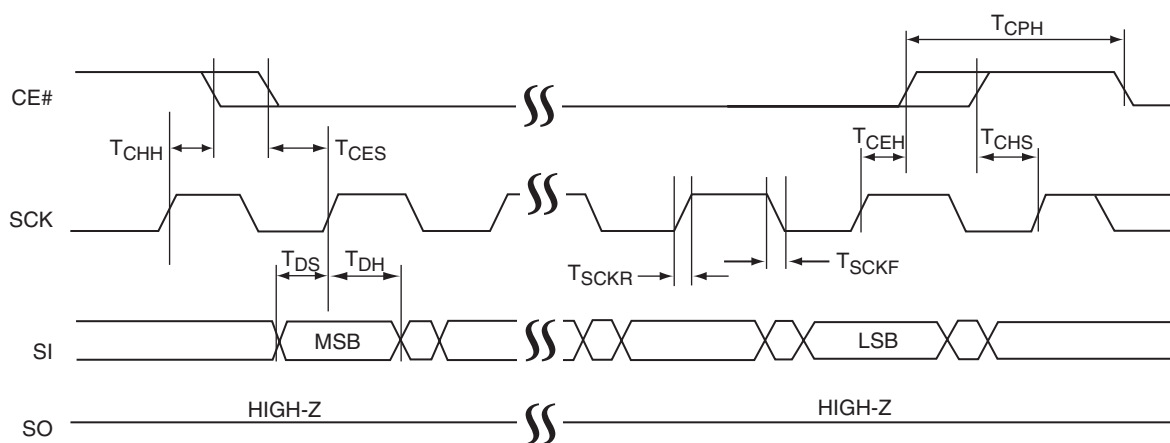 TCPH
CE#
TCHH
TCES
TCEH
TCHS
SCK
TDS
TDH
TSCKR
TSCKF
SI
MSB
LSB
HIGH-Z
HIGH-Z
SO